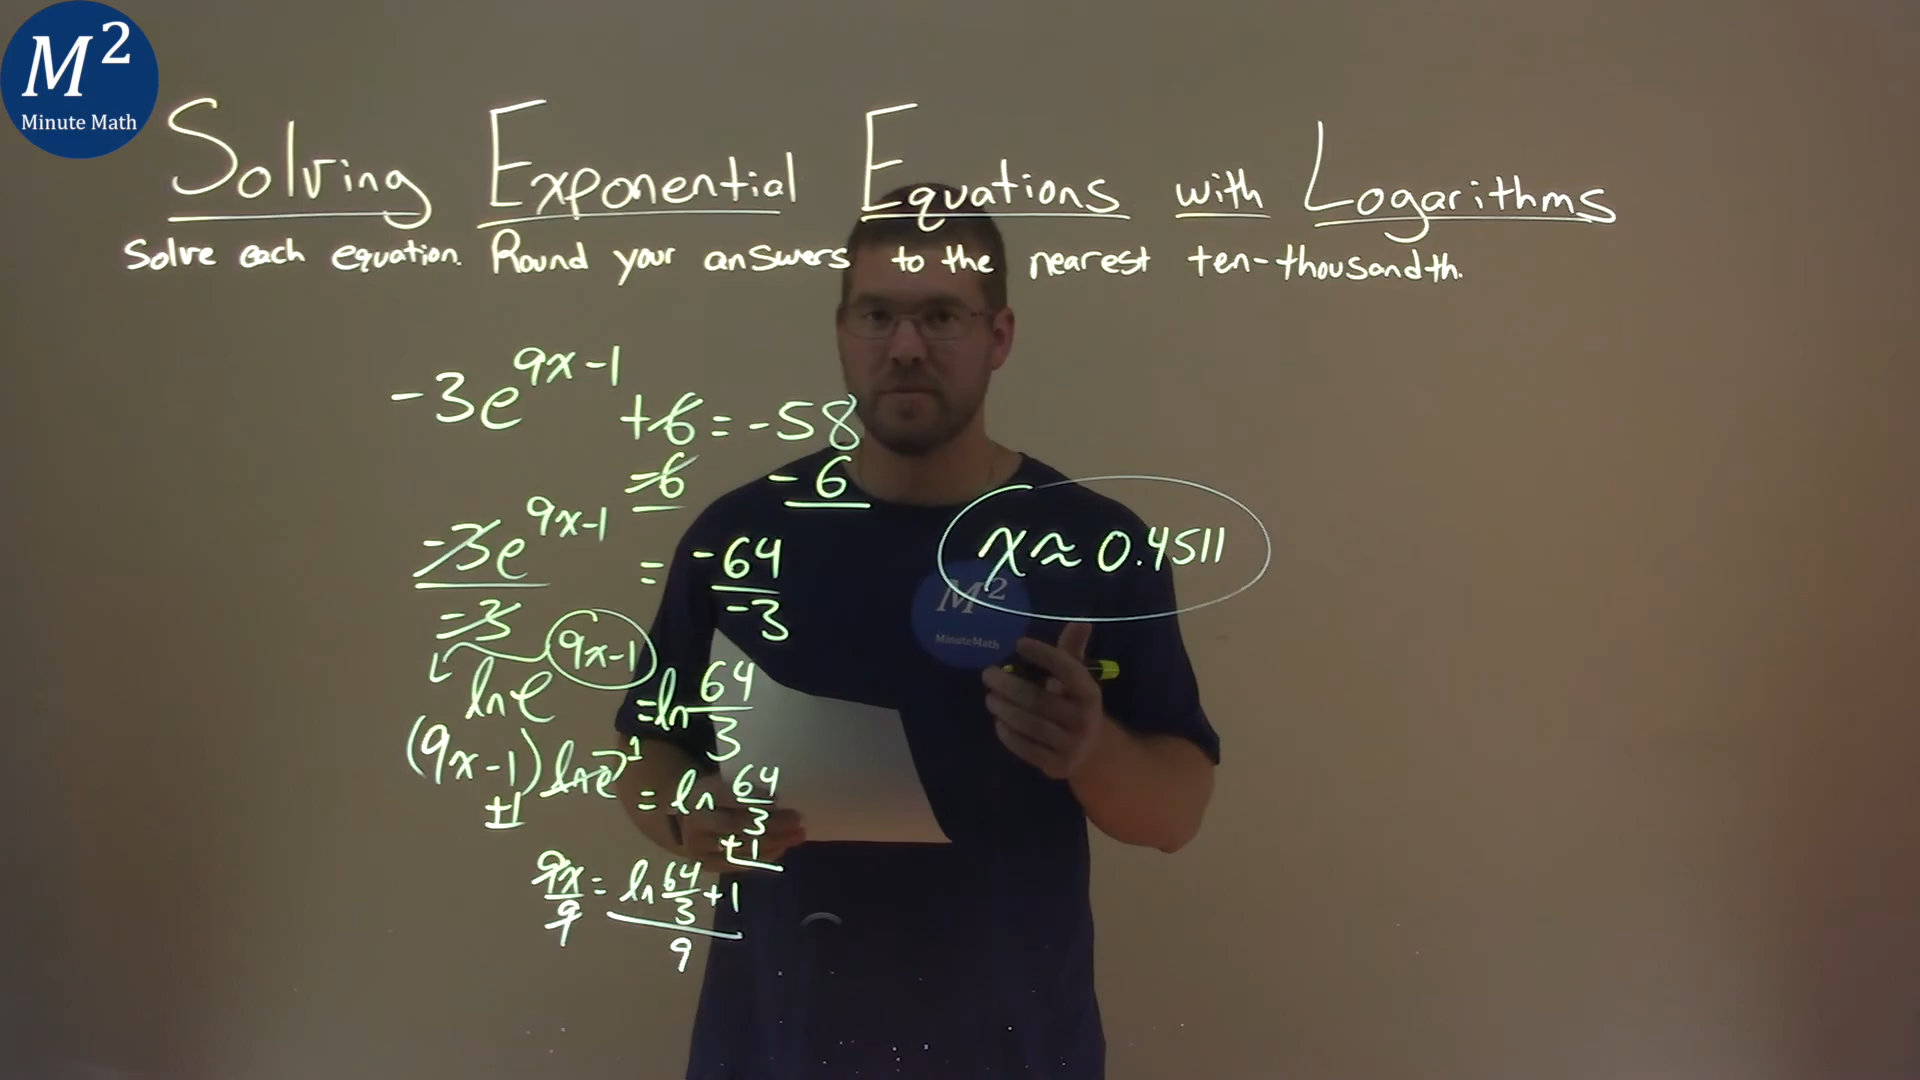 M²
Minute Math
Solving Exponential Equations with Logarithms
Solve each equation. Round your answers to the nearest ten-thousandth.
-3e^(9x-1) +6 = -58
-6 -6
-3e^(9x-1) = -64
-3 -3
ln e^(9x-1) = ln 64/3
(9x-1) ln e 1 = ln 64/3
+1 +1
9x/9 = (ln 64/3 + 1)/9
x ≈ 0.4511
M²
MinuteMath